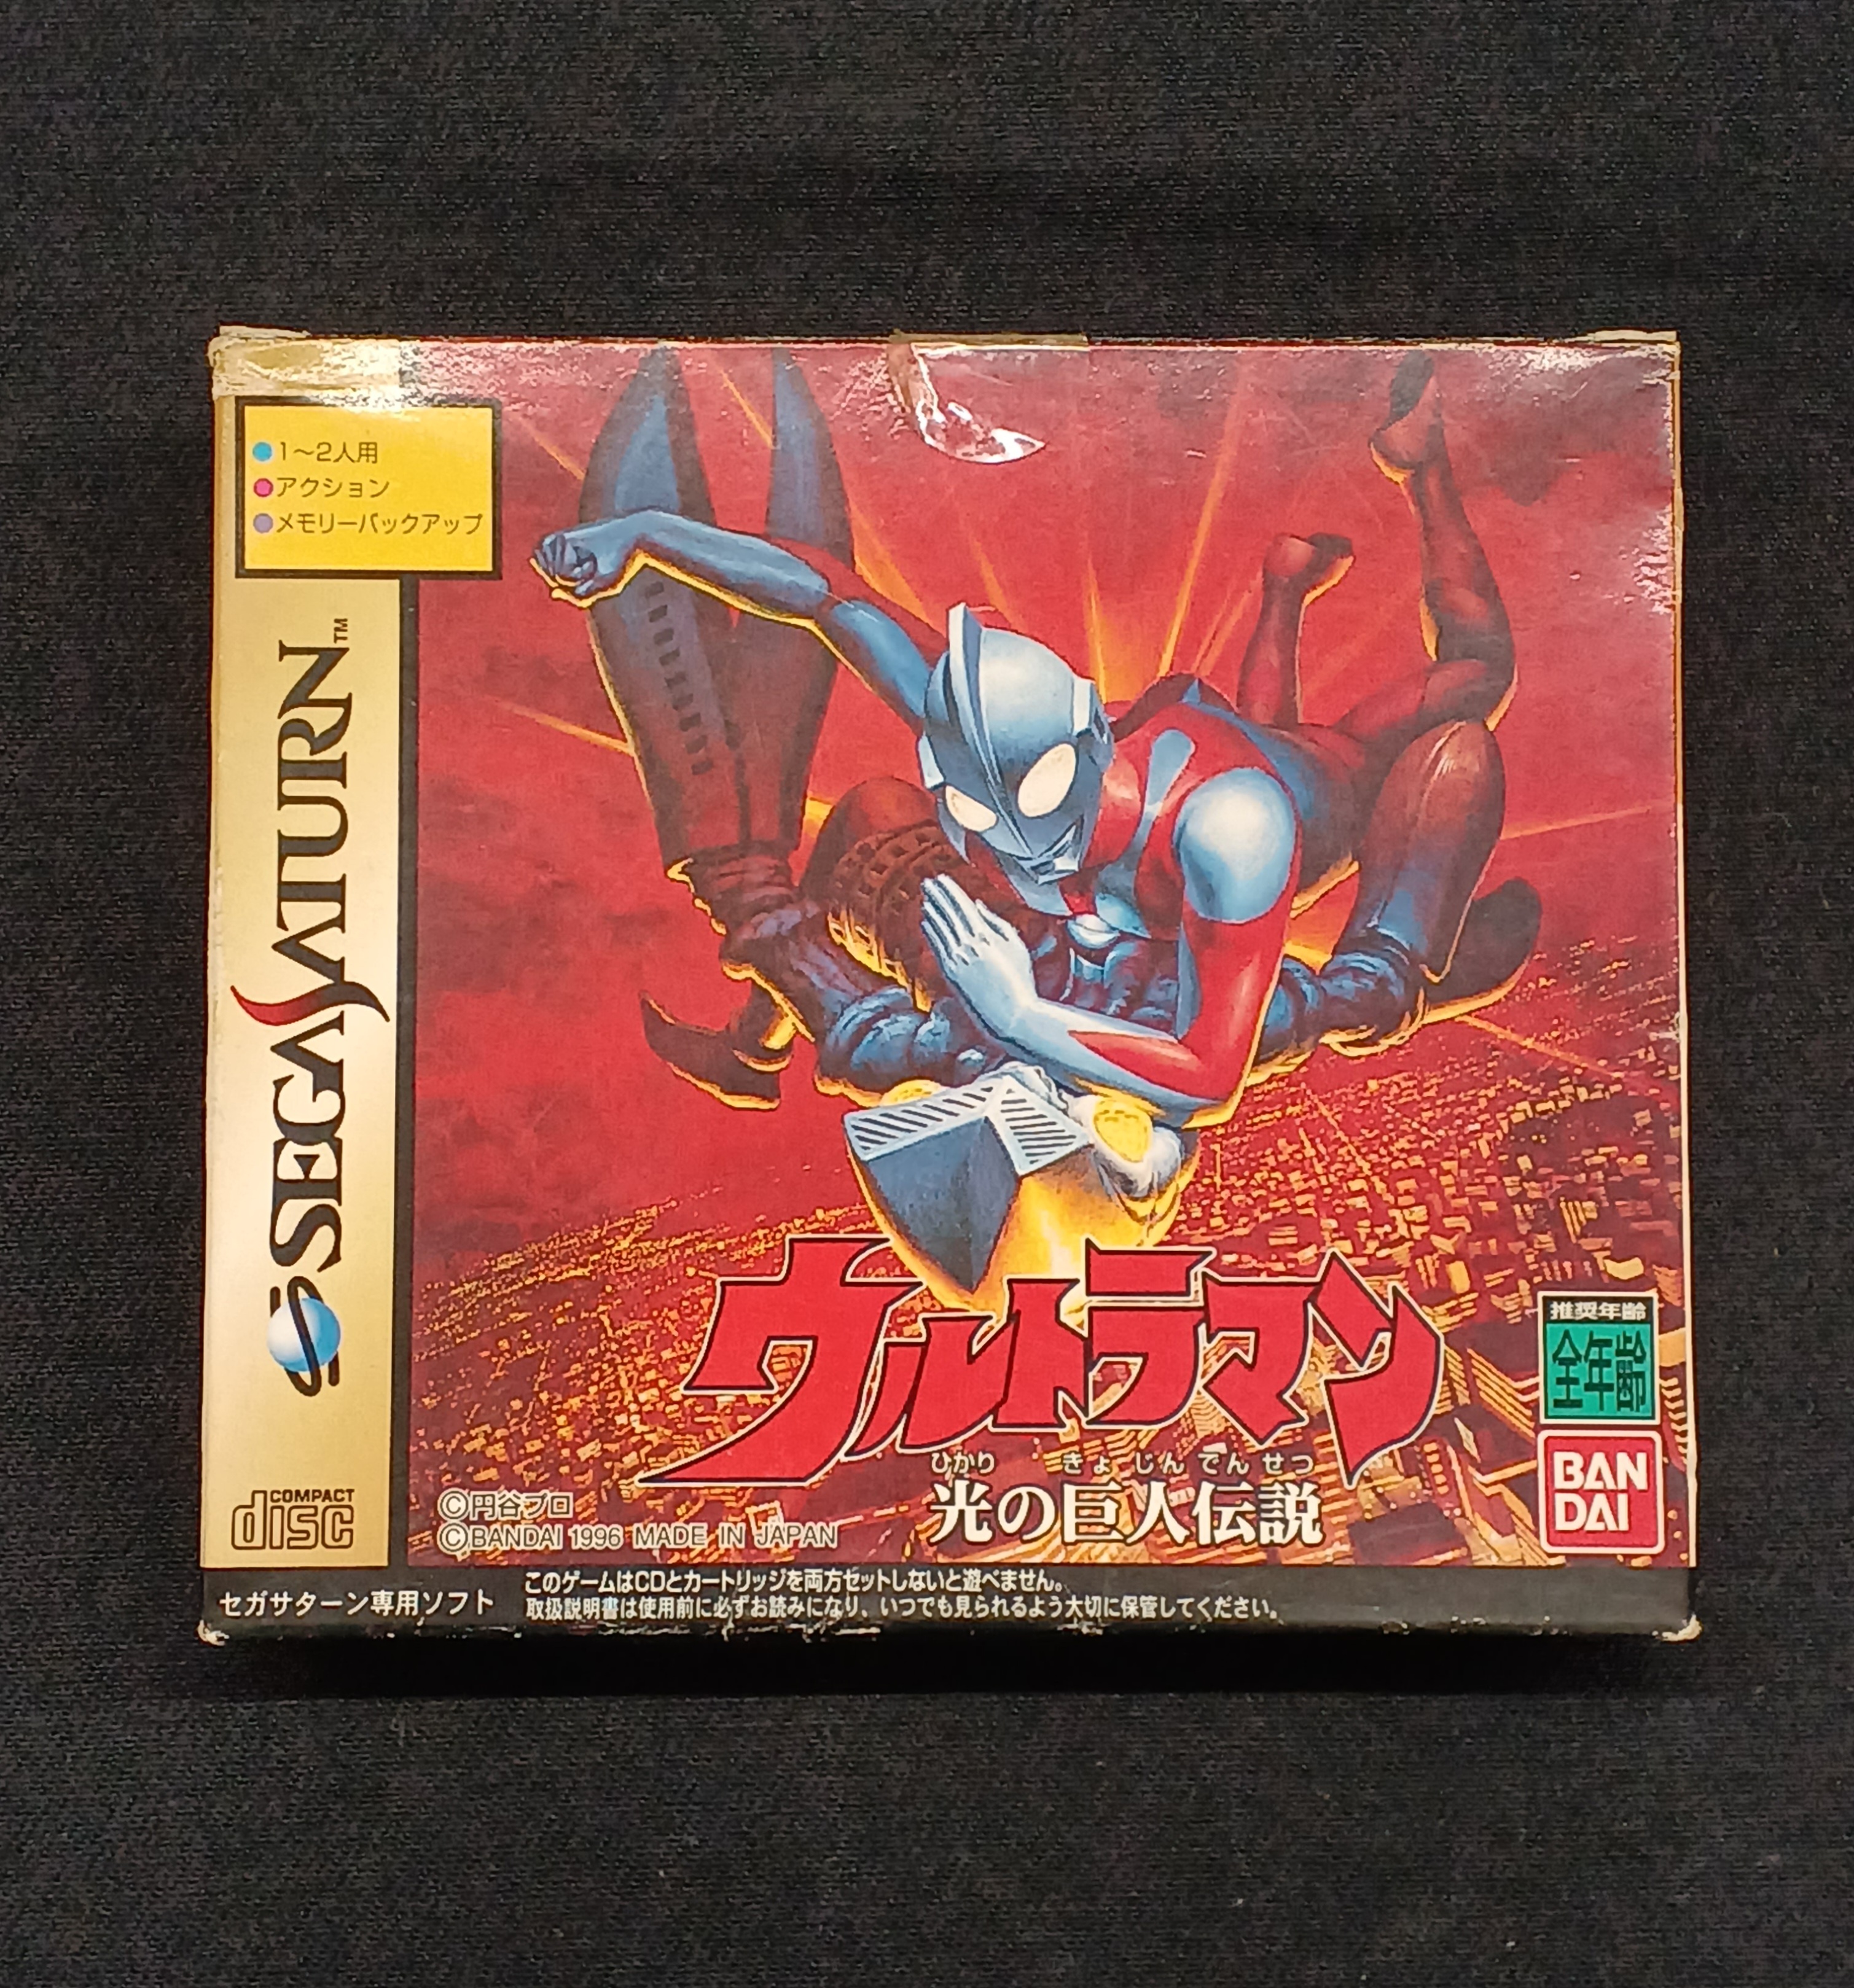 1〜2人用
アクション
メモリーバックアップ
SEGA SATURN™
COMPACT
disc
ウルトラマン
ひかり きょじんでんせつ
光の巨人伝説
©円谷プロ
©BANDAI 1996 MADE IN JAPAN
推奨年齢
全年齢
BAN
DAI
セガサターン専用ソフト
このゲームはCDとカートリッジを両方セットしないと遊べません。
取扱説明書は使用前に必ずお読みになり、いつでも見られるよう大切に保管してください。